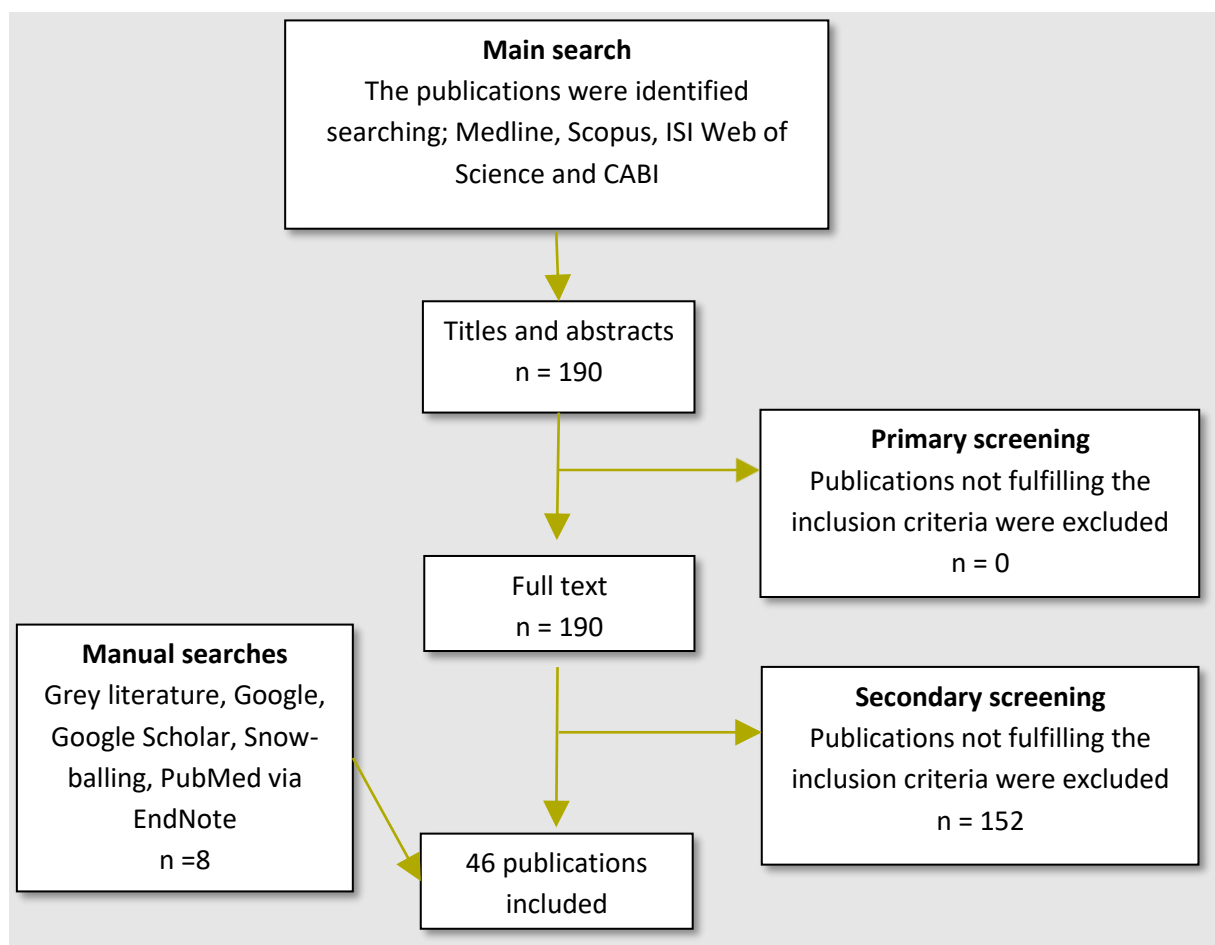 Main search
The publications were identified
searching; Medline, Scopus, ISI Web of
Science and CABI
Titles and abstracts
n = 190
Primary screening
Publications not fulfilling the
inclusion criteria were excluded
n = 0
Full text
n = 190
Manual searches
Grey literature, Google,
Google Scholar, Snow-
balling, PubMed via
EndNote
n =8
Secondary screening
Publications not fulfilling the
inclusion criteria were excluded
n = 152
46 publications
included